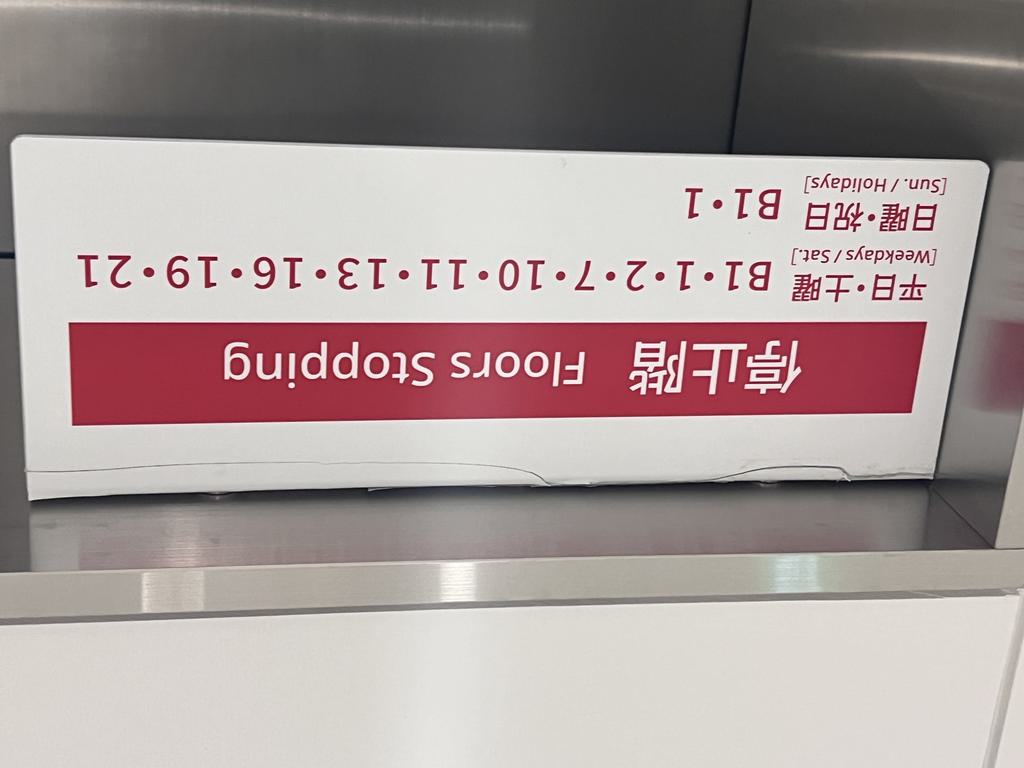 停止階 Floors Stopping
平日・土曜 B1・1・2・7・10・11・13・16・19・21
[Weekdays / Sat.]
日曜・祝日 B1・1
[Sun. / Holidays]